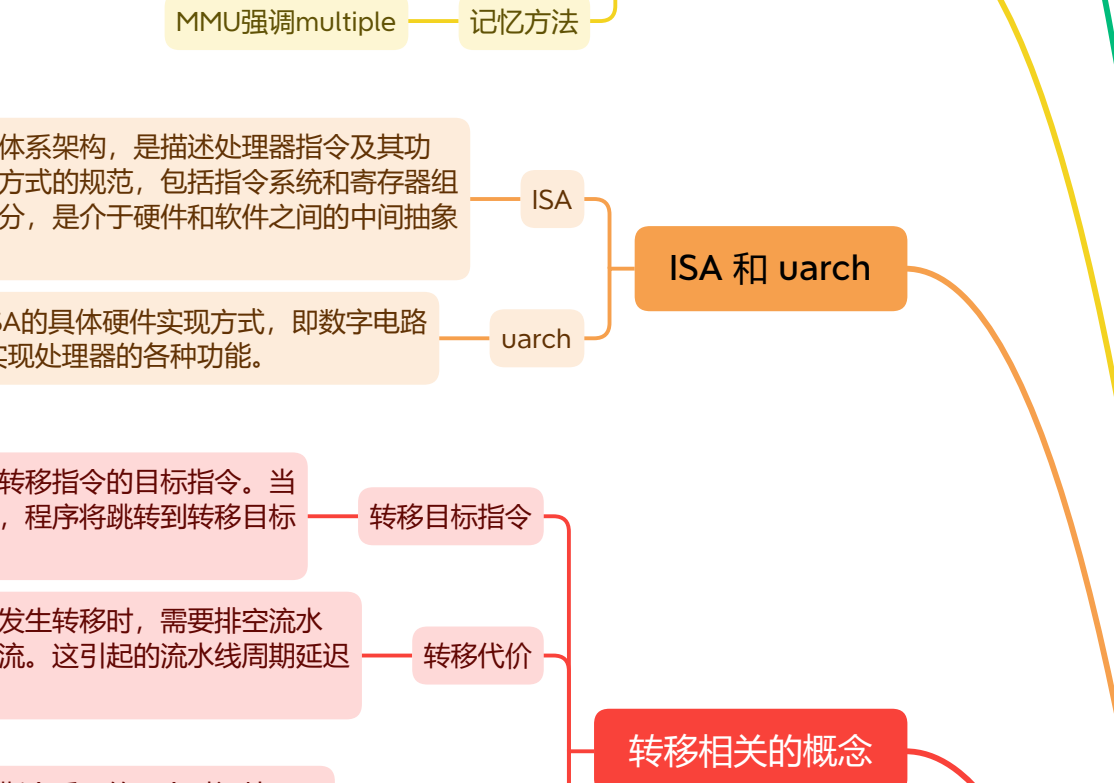 MMU强调multiple
记忆方法
体系架构，是描述处理器指令及其功
方式的规范，包括指令系统和寄存器组
分，是介于硬件和软件之间的中间抽象
ISA
ISA 和 uarch
SA的具体硬件实现方式，即数字电路
实现处理器的各种功能。
uarch
转移指令的目标指令。当
，程序将跳转到转移目标
转移目标指令
发生转移时，需要排空流水
流。这引起的流水线周期延迟
转移代价
转移相关的概念